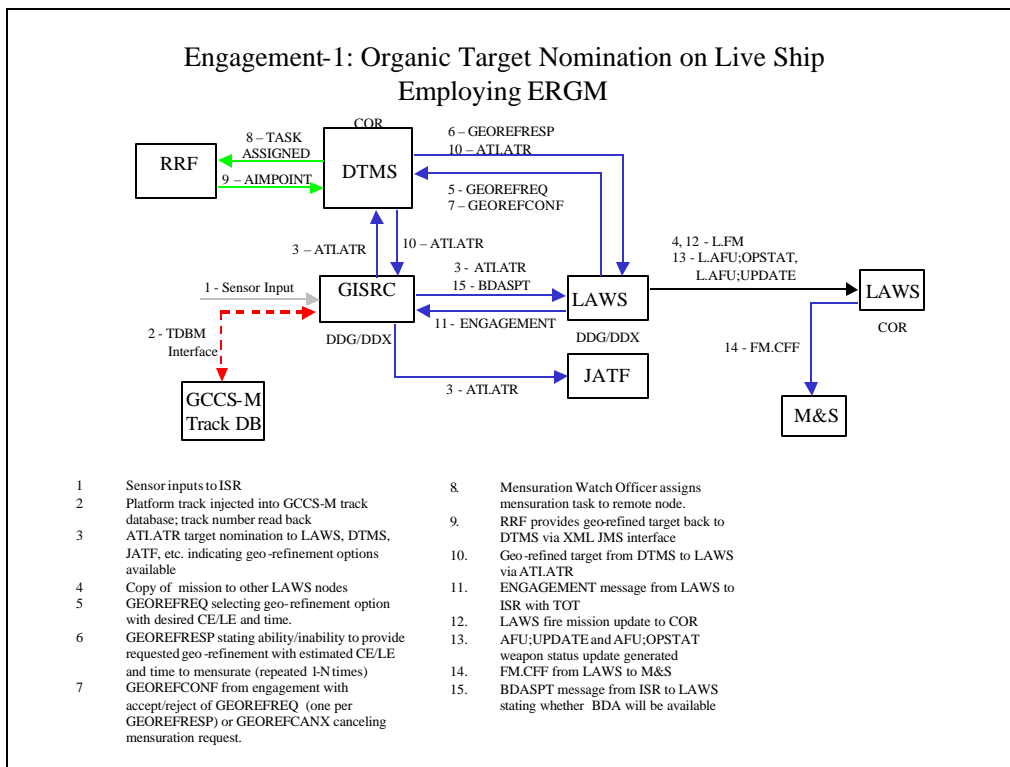 Engagement-1: Organic Target Nomination on Live Ship
Employing ERGM
COR
DTMS
RRF
8 – TASK
ASSIGNED
9 – AIMPOINT
6 – GEOREFRESP
10 – ATI.ATR
5 - GEOREFREQ
7 – GEOREFCONF
3 – ATI.ATR
10 – ATI.ATR
1 - Sensor Input
GISRC
DDG/DDX
3 - ATI.ATR
15 - BDASPT
11 - ENGAGEMENT
LAWS
DDG/DDX
4, 12 - L.FM
13 - L.AFU;OPSTAT,
L.AFU;UPDATE
LAWS
COR
2 - TDBM
Interface
GCCS-M
Track DB
3 - ATI.ATR
JATF
14 - FM.CFF
M&S
1 Sensor inputs to ISR
2 Platform track injected into GCCS-M track
database; track number read back
3 ATI.ATR target nomination to LAWS, DTMS,
JATF, etc. indicating geo-refinement options
available
4 Copy of mission to other LAWS nodes
5 GEOREFREQ selecting geo-refinement option
with desired CE/LE and time.
6 GEOREFRESP stating ability/inability to provide
requested geo-refinement with estimated CE/LE
and time to mensurate (repeated 1-N times)
7 GEOREFCONF from engagement with
accept/reject of GEOREFREQ (one per
GEOREFRESP) or GEOREFCANX canceling
mensuration request.
8. Mensuration Watch Officer assigns
mensuration task to remote node.
9. RRF provides geo-refined target back to
DTMS via XML JMS interface
10. Geo-refined target from DTMS to LAWS
via ATI.ATR
11. ENGAGEMENT message from LAWS to
ISR with TOT
12. LAWS fire mission update to COR
13. AFU;UPDATE and AFU;OPSTAT
weapon status update generated
14. FM.CFF from LAWS to M&S
15. BDASPT message from ISR to LAWS
stating whether BDA will be available